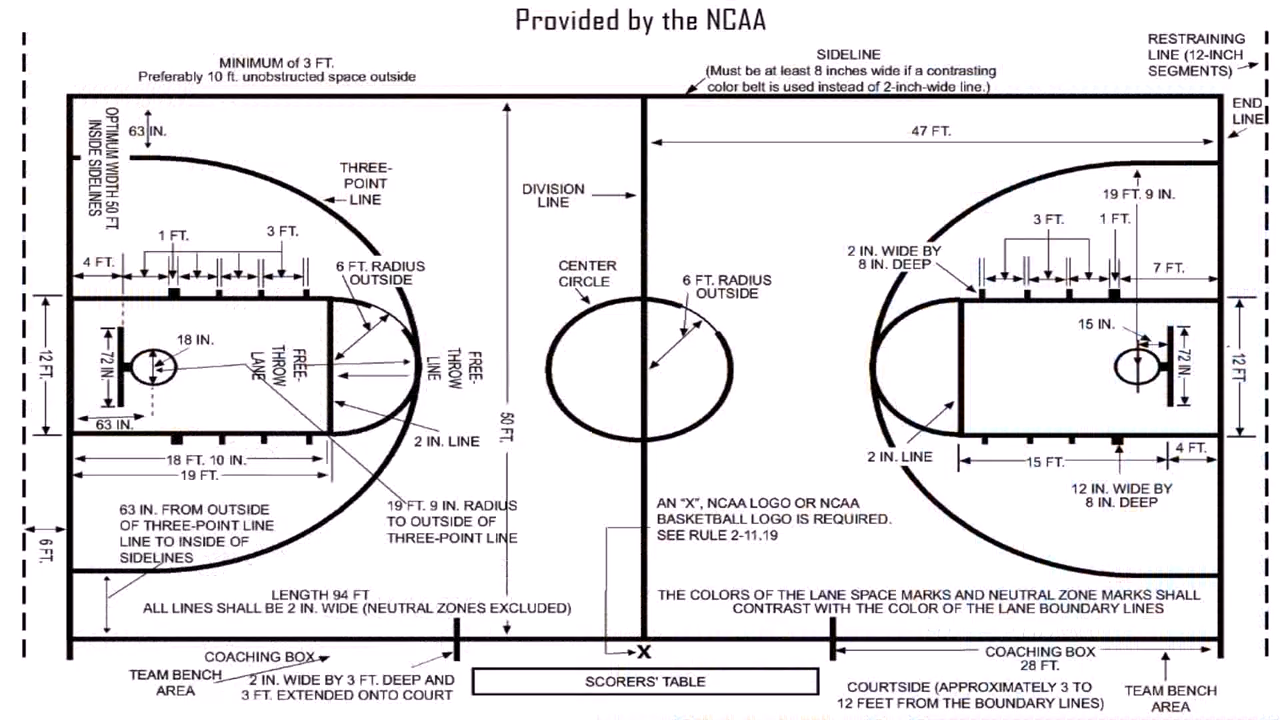 Provided by the NCAA
MINIMUM of 3 FT.
Preferably 10 ft. unobstructed space outside
SIDELINE
(Must be at least 8 inches wide if a contrasting
color belt is used instead of 2-inch-wide line.)
RESTRAINING
LINE (12-INCH
SEGMENTS)
END
LINE
OPTIMUM WIDTH 50 FT.
INSIDE SIDELINES
63 IN.
47 FT.
THREE-
POINT
LINE
DIVISION
LINE
19 FT. 9 IN.
1 FT.
3 FT.
3 FT.
1 FT.
4 FT.
6 FT. RADIUS
OUTSIDE
CENTER
CIRCLE
6 FT. RADIUS
OUTSIDE
2 IN. WIDE BY
8 IN. DEEP
7 FT.
12 FT.
72 IN.
18 IN.
FREE-
THROW
LANE
FREE-
THROW
LINE
15 IN.
72 IN.
12 FT
63 IN.
50 FT.
2 IN. LINE
2 IN. LINE
18 FT. 10 IN.
19 FT.
15 FT.
4 FT.
12 IN. WIDE BY
8 IN. DEEP
63 IN. FROM OUTSIDE
OF THREE-POINT LINE
LINE TO INSIDE OF
SIDELINES
19 FT. 9 IN. RADIUS
TO OUTSIDE OF
THREE-POINT LINE
AN "X", NCAA LOGO OR NCAA
BASKETBALL LOGO IS REQUIRED.
SEE RULE 2-11.19
6 FT.
LENGTH 94 FT
ALL LINES SHALL BE 2 IN. WIDE (NEUTRAL ZONES EXCLUDED)
THE COLORS OF THE LANE SPACE MARKS AND NEUTRAL ZONE MARKS SHALL
CONTRAST WITH THE COLOR OF THE LANE BOUNDARY LINES
COACHING BOX
TEAM BENCH
AREA
2 IN. WIDE BY 3 FT. DEEP AND
3 FT. EXTENDED ONTO COURT
X
SCORERS' TABLE
COACHING BOX
28 FT.
COURTSIDE (APPROXIMATELY 3 TO
12 FEET FROM THE BOUNDARY LINES)
TEAM BENCH
AREA